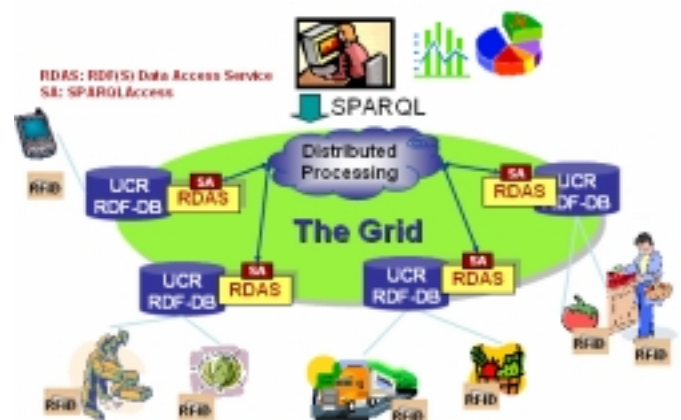 RDAS: RDF(S) Data Access Service
SA: SPARQLAccess
SPARQL
Distributed
Processing
UCR
RDF-DB
SA
RDAS
SA
RDAS
UCR
RDF-DB
RFID
The Grid
UCR
RDF-DB
SA
RDAS
UCR
RDF-DB
SA
RDAS
RFID
RFID
RFID
RFID
RFID
RFID
RFID